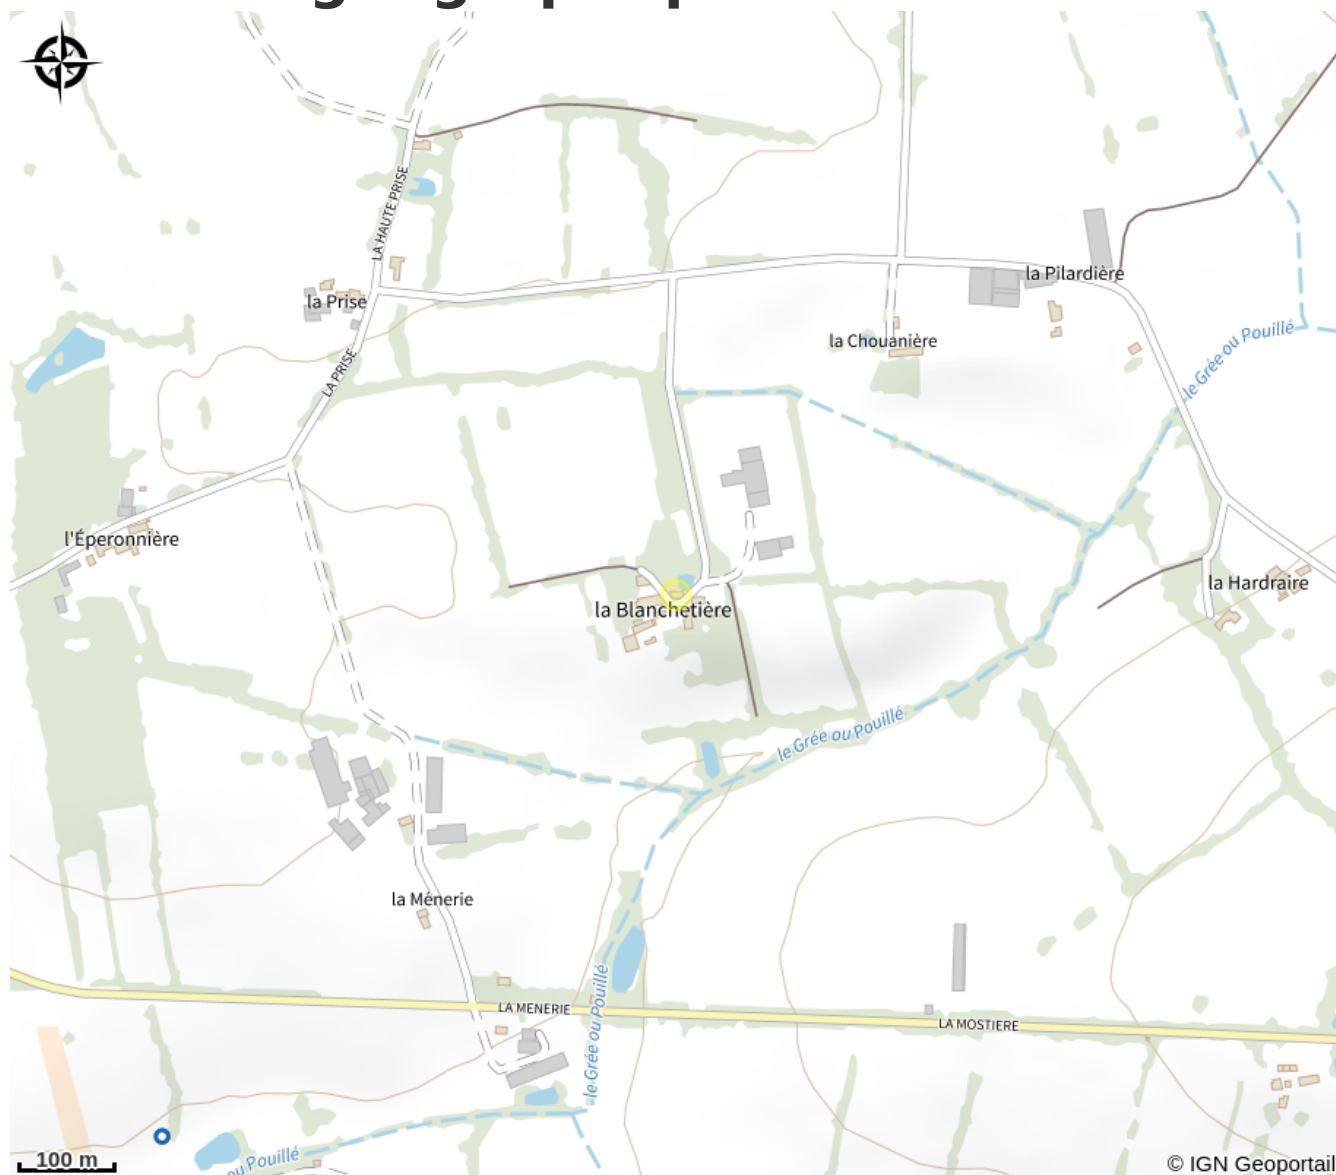 LA HAUTE PRISE
la Pilardière
la Prise
le Grée ou Pouillé
la Chouanière
LA PRISE
l'Éperonnière
la Hardraire
la Blanchetière
le Grée ou Pouillé
la Ménerie
le Grée ou Pouillé
LA MENERIE
LA MOSTIERE
ou Pouillé
100 m
© IGN Geoportail